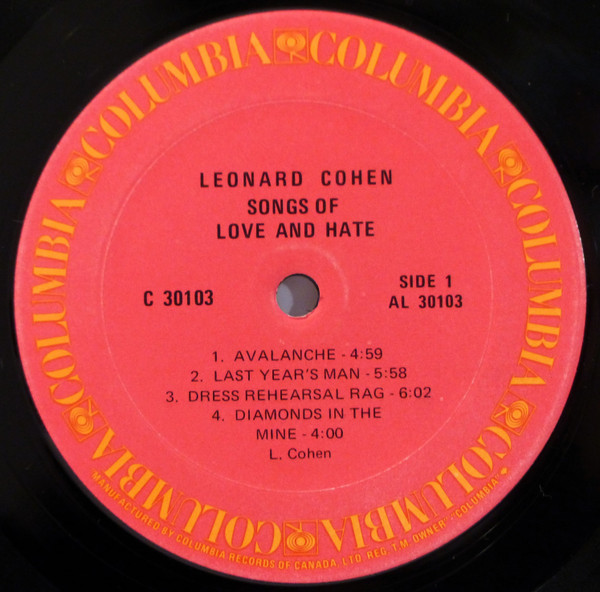 LEONARD COHEN
SONGS OF
LOVE AND HATE
C 30103
SIDE 1
AL 30103
1. AVALANCHE - 4:59
2. LAST YEAR'S MAN - 5:58
3. DRESS REHEARSAL RAG - 6:02
4. DIAMONDS IN THE
MINE - 4:00
L. Cohen
COLUMBIA COLUMBIA COLUMBIA COLUMBIA COLUMBIA COLUMBIA
MANUFACTURED BY COLUMBIA RECORDS OF CANADA, LTD. REG. T.M. OWNER - COLUMBIA.